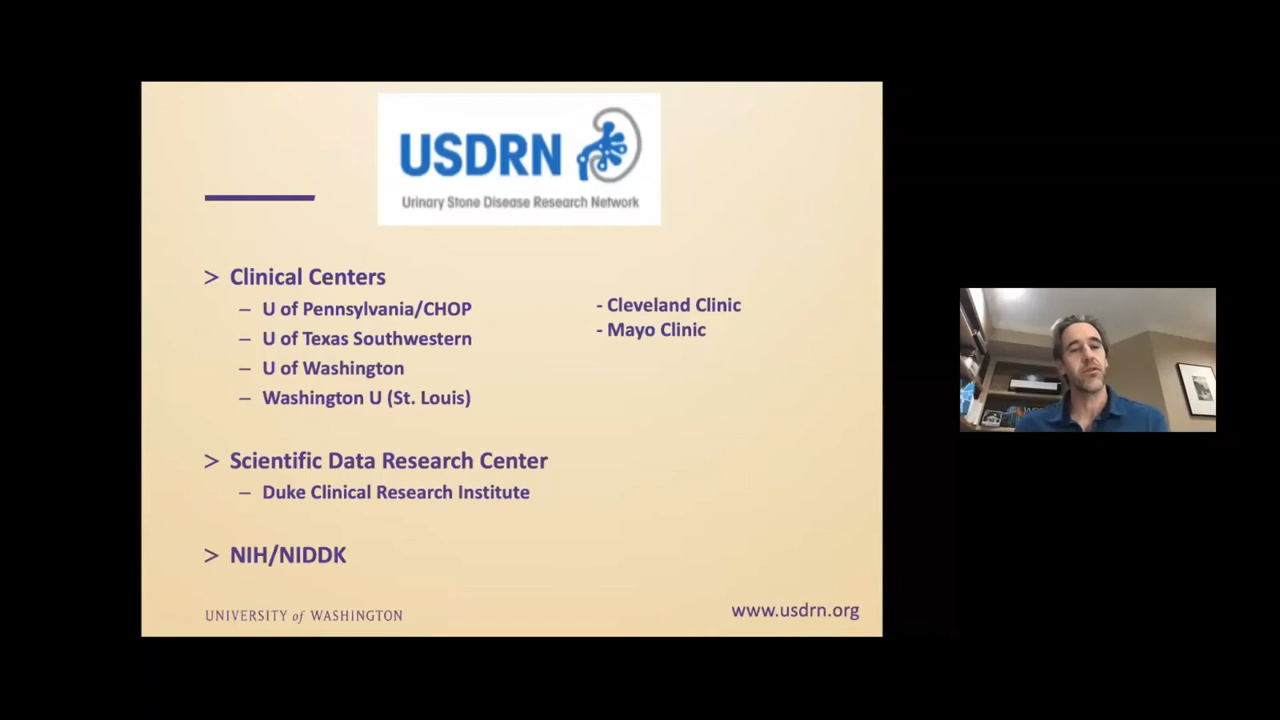 USDRN
Urinary Stone Disease Research Network
> Clinical Centers
– U of Pennsylvania/CHOP
– U of Texas Southwestern
– U of Washington
– Washington U (St. Louis)
- Cleveland Clinic
- Mayo Clinic
> Scientific Data Research Center
– Duke Clinical Research Institute
> NIH/NIDDK
UNIVERSITY of WASHINGTON
www.usdrn.org